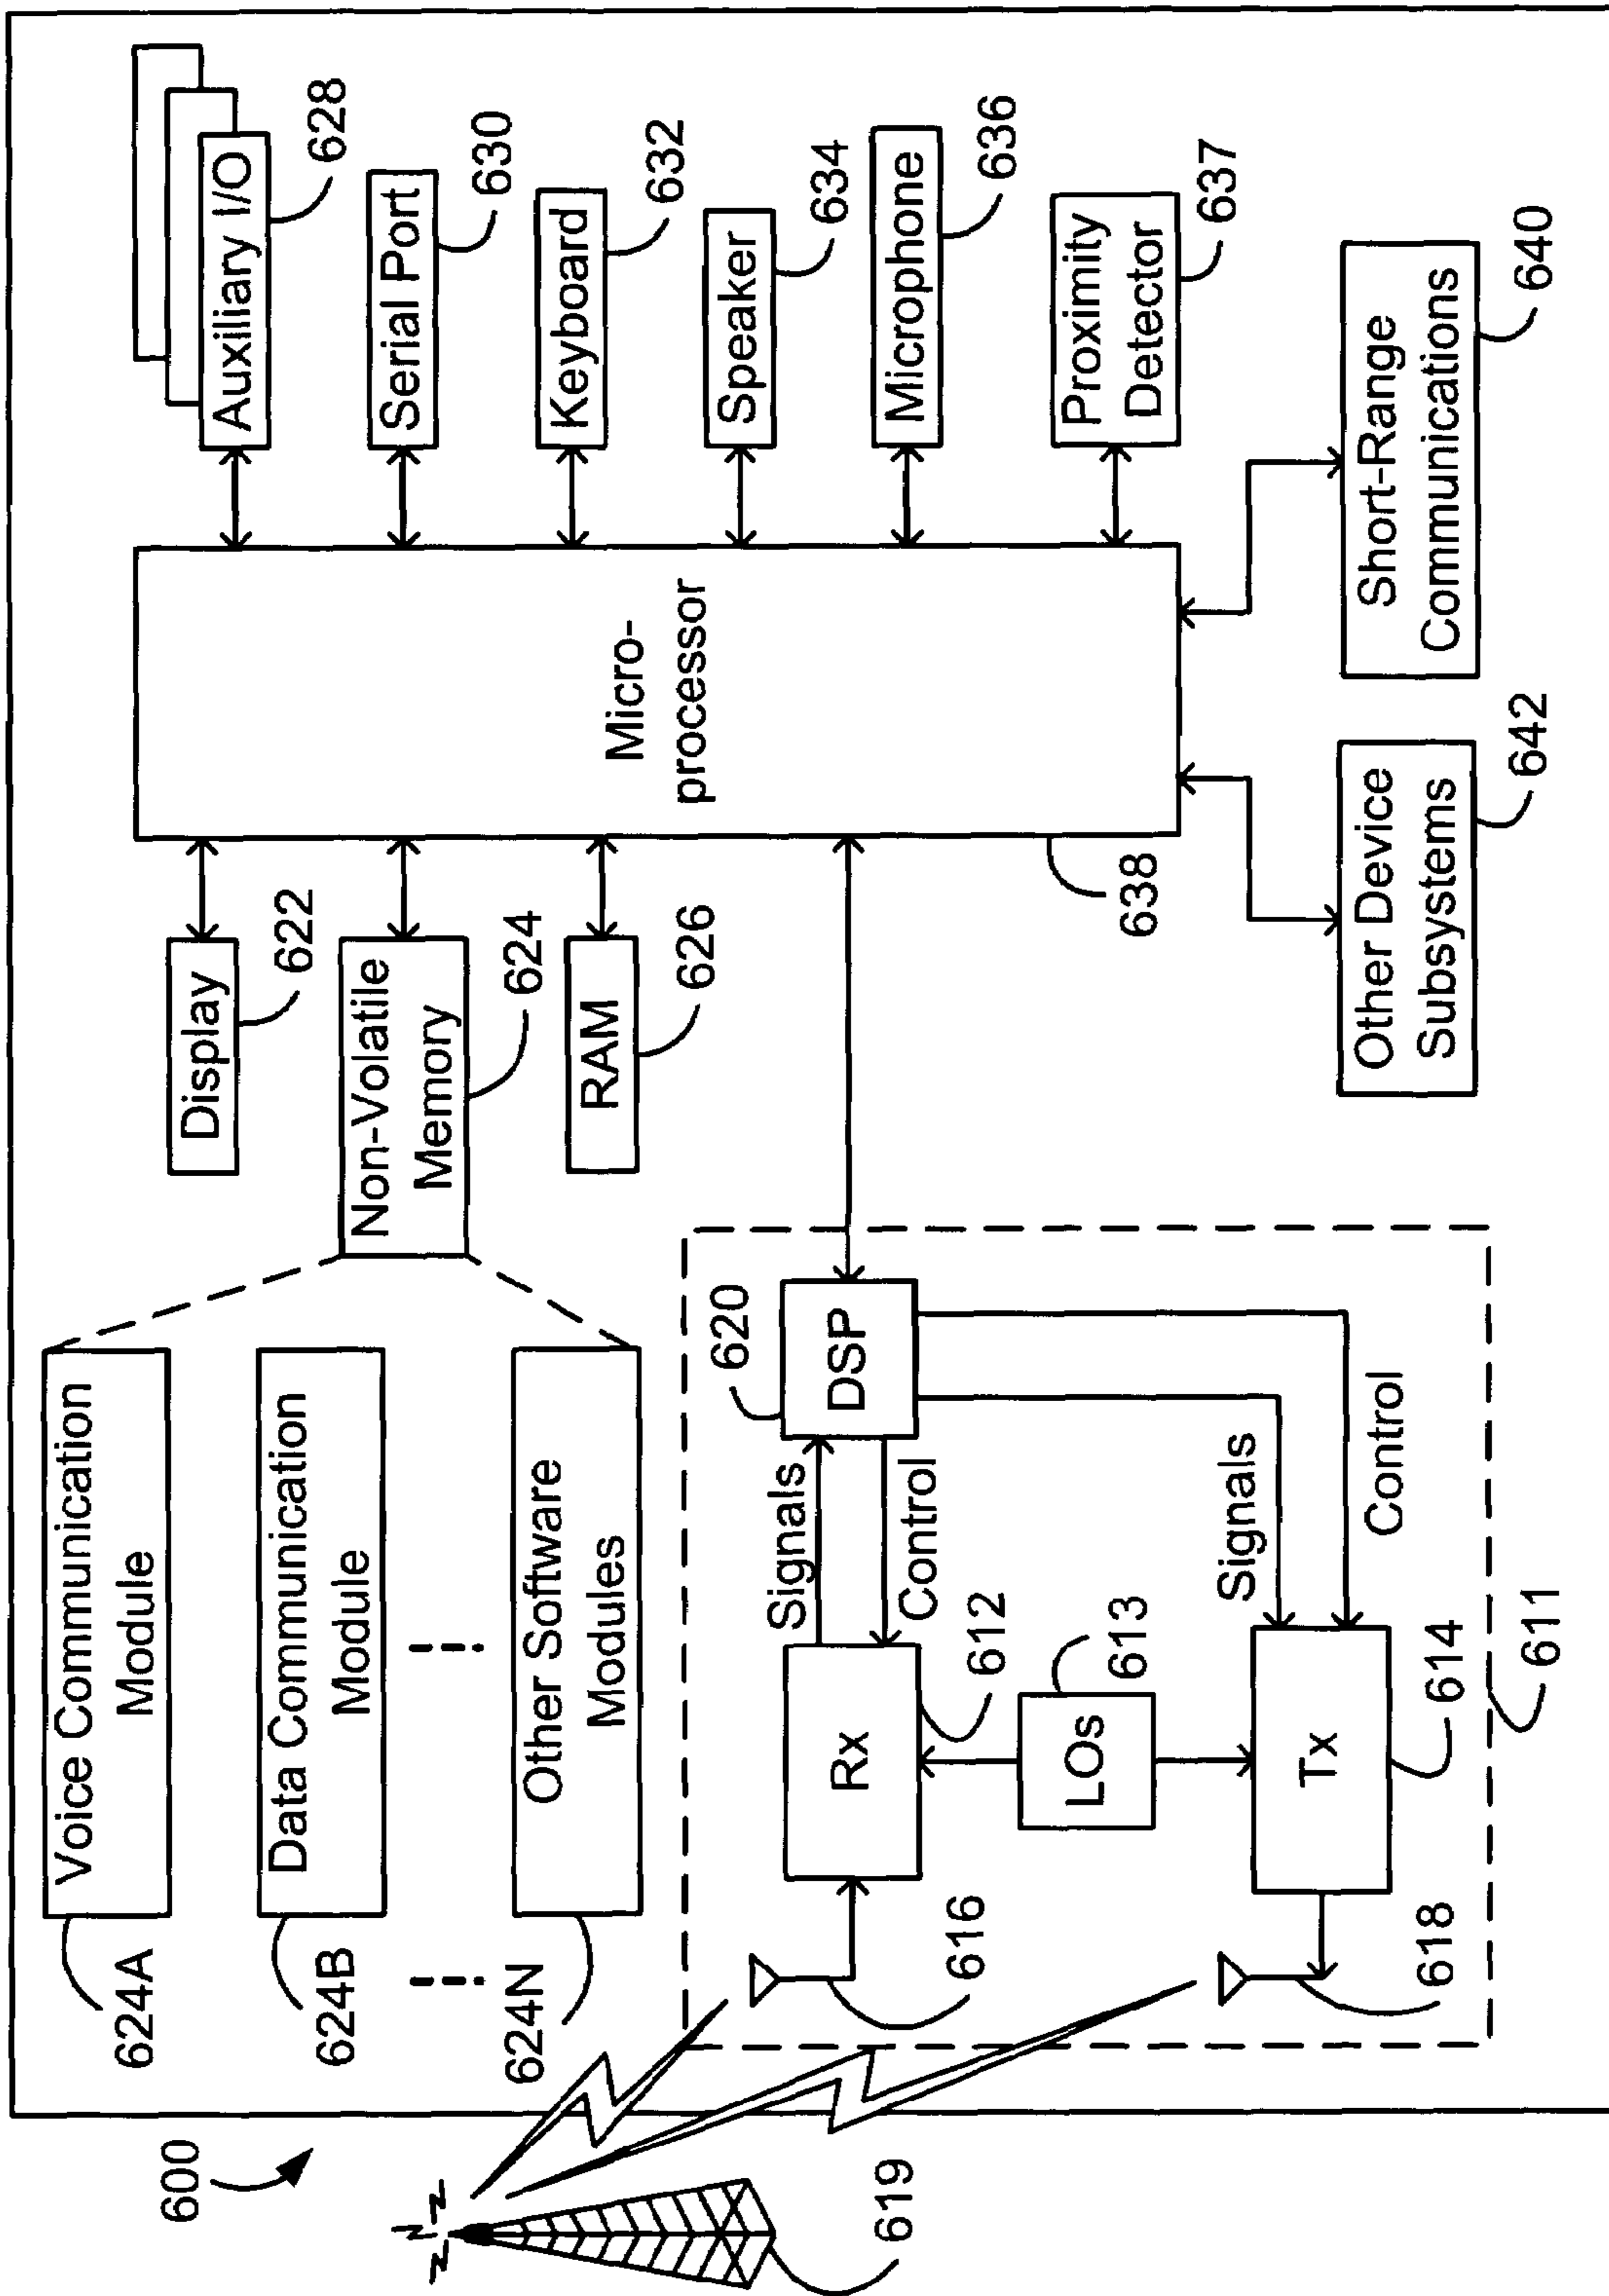 600
619
Voice Communication
Module
624A
Data Communication
Module
624B
Other Software
Modules
624N
Display
622
Non-Volatile
Memory
624
RAM
626
Micro-
processor
638
Auxiliary I/O
628
Serial Port
630
Keyboard
632
Speaker
634
Microphone
636
Proximity
Detector
637
Short-Range
Communications
640
Other Device
Subsystems
642
DSP
620
Signals
Control
Rx
612
LOs
613
Signals
Control
Tx
614
611
616
618